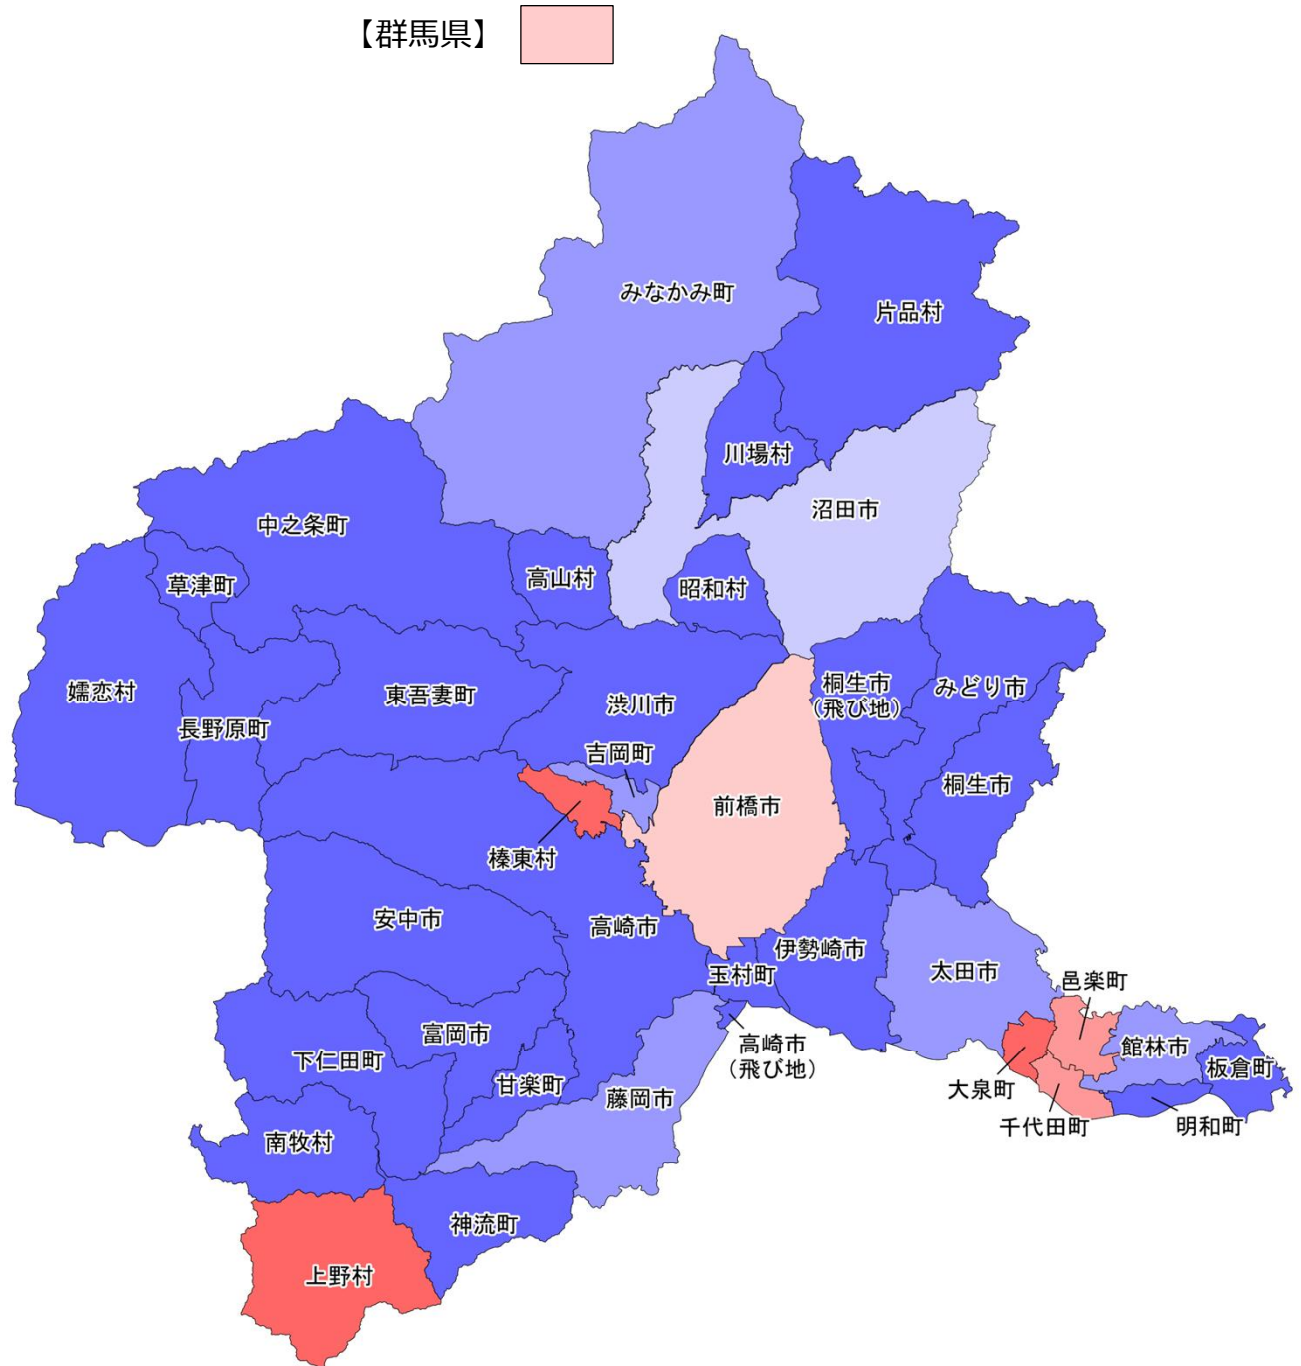 【群馬県】
みなかみ町
片品村
川場村
沼田市
中之条町
高山村
昭和村
草津町
嬬恋村
東吾妻町
長野原町
渋川市
桐生市
（飛び地）
みどり市
吉岡町
桐生市
前橋市
榛東村
安中市
高崎市
伊勢崎市
玉村町
太田市
邑楽町
富岡市
下仁田町
高崎市
（飛び地）
館林市
板倉町
甘楽町
藤岡市
大泉町
千代田町
明和町
南牧村
神流町
上野村